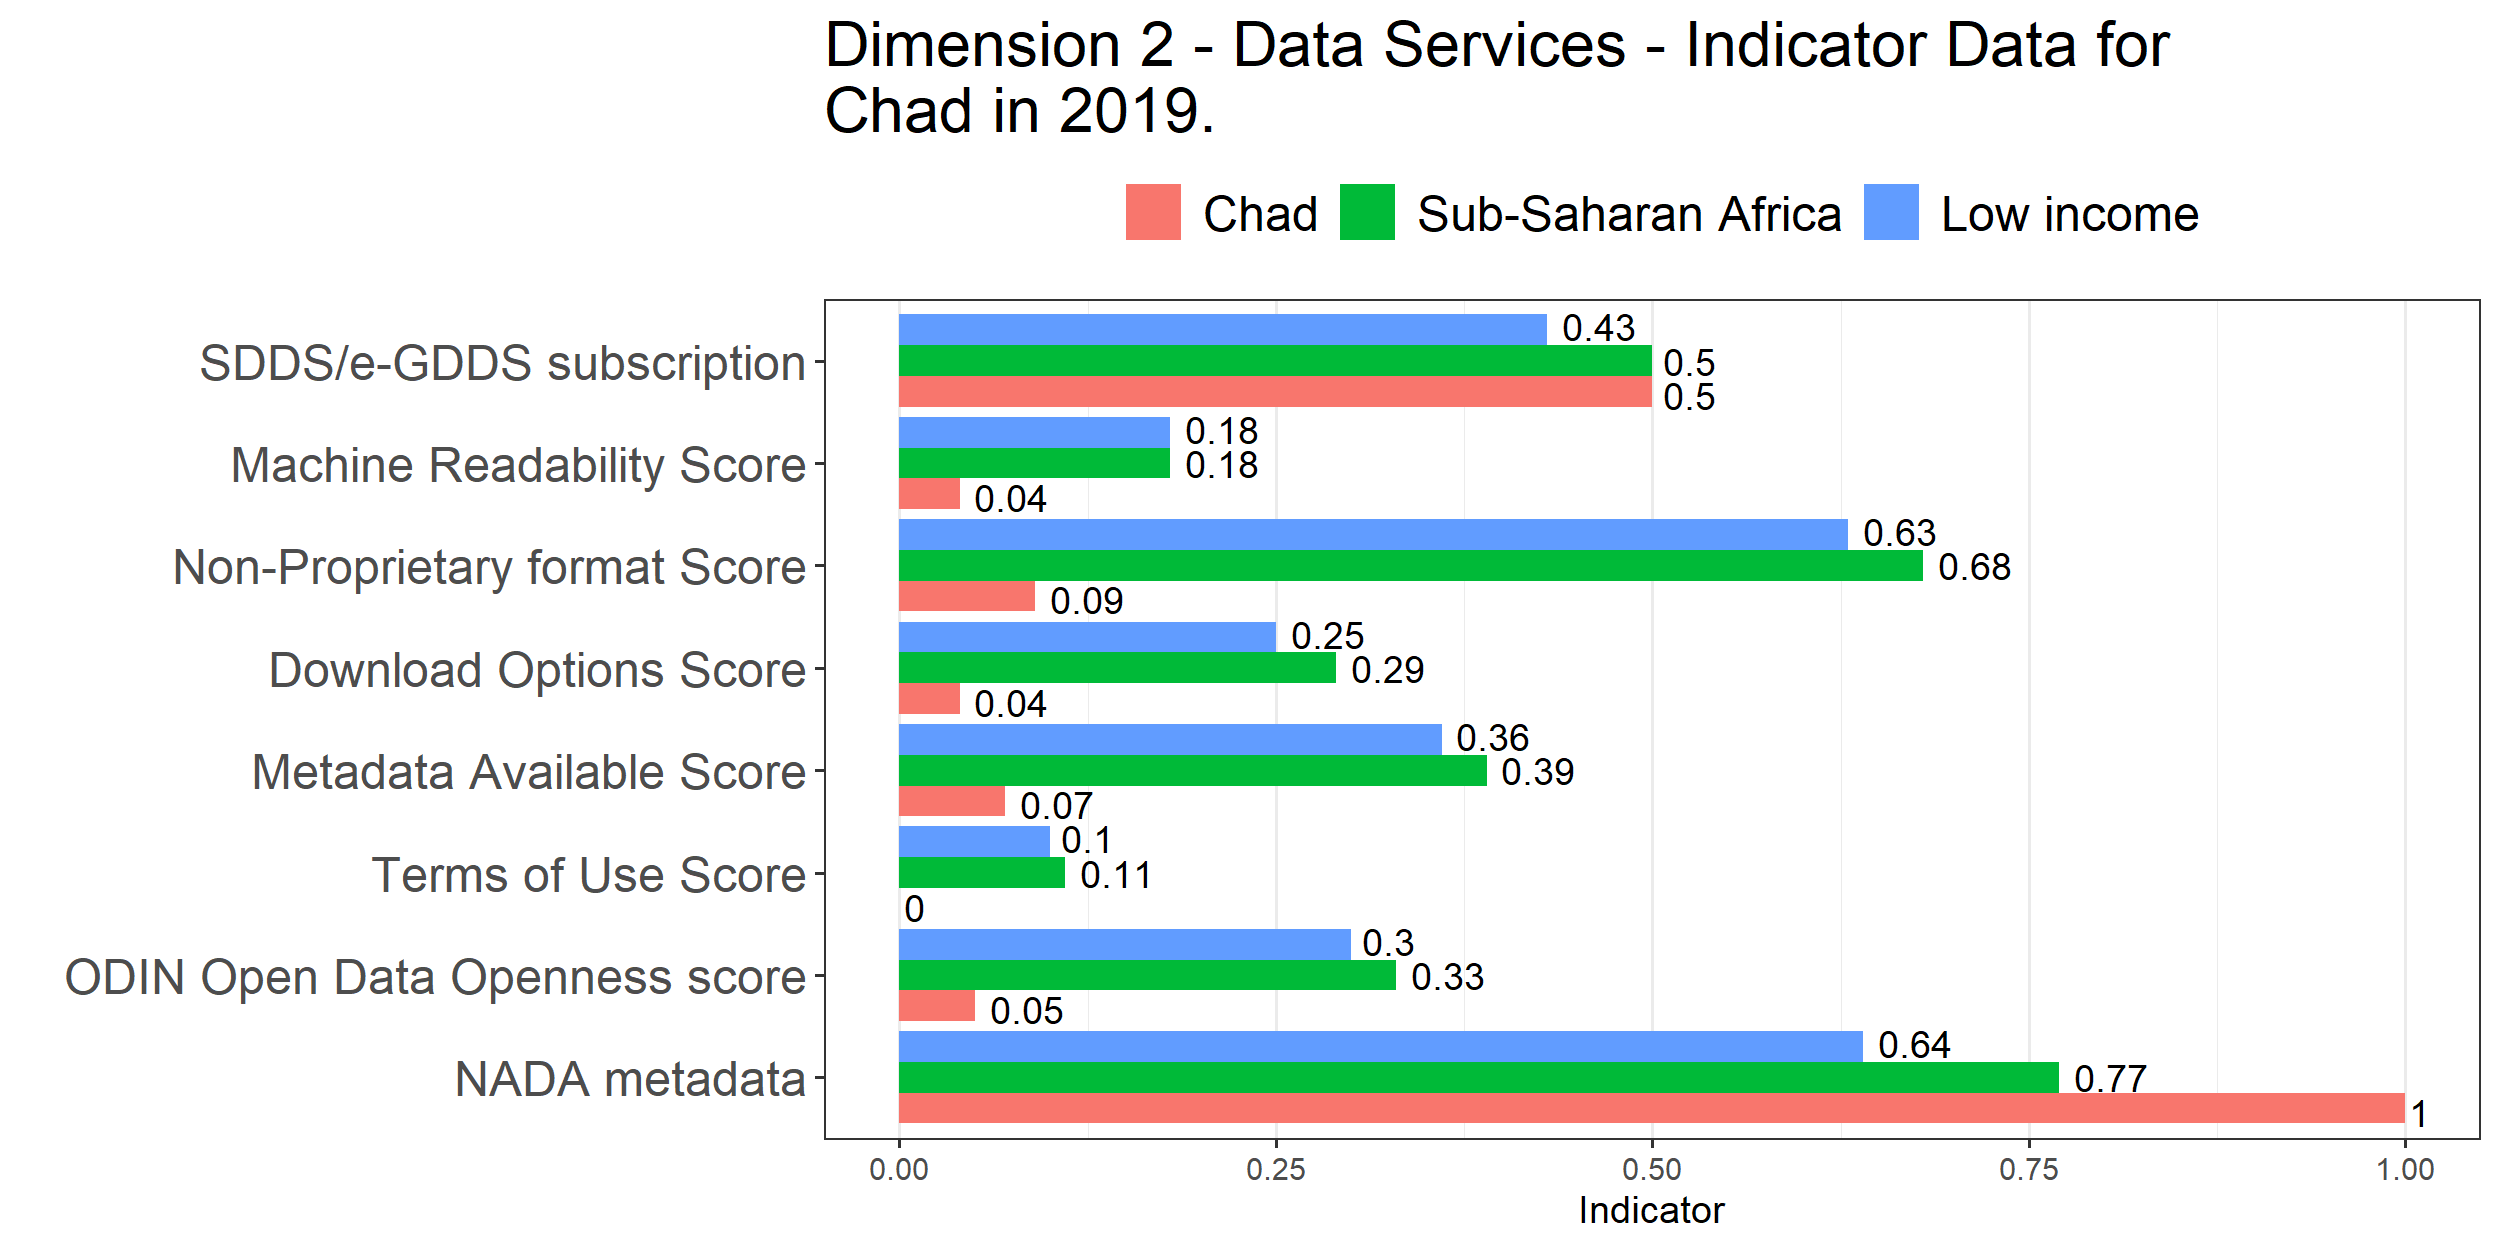 Dimension 2 - Data Services - Indicator Data for
Chad in 2019.
Chad
Sub-Saharan Africa
Low income
SDDS/e-GDDS subscription
0.43
0.5
0.5
Machine Readability Score
0.18
0.18
0.04
Non-Proprietary format Score
0.63
0.68
0.09
Download Options Score
0.25
0.29
0.04
Metadata Available Score
0.36
0.39
0.07
Terms of Use Score
0.1
0.11
0
ODIN Open Data Openness score
0.3
0.33
0.05
NADA metadata
0.64
0.77
1
0.00
0.25
0.50
0.75
1.00
Indicator